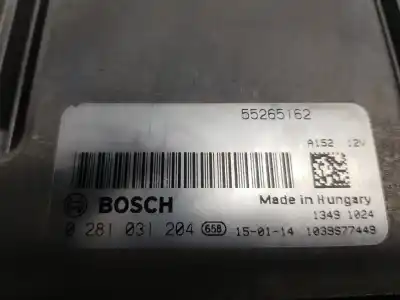 55265162
A152 12V
BOSCH
Made in Hungary
1349 1024
0 281 031 204 658 15-01-14 1039S77449